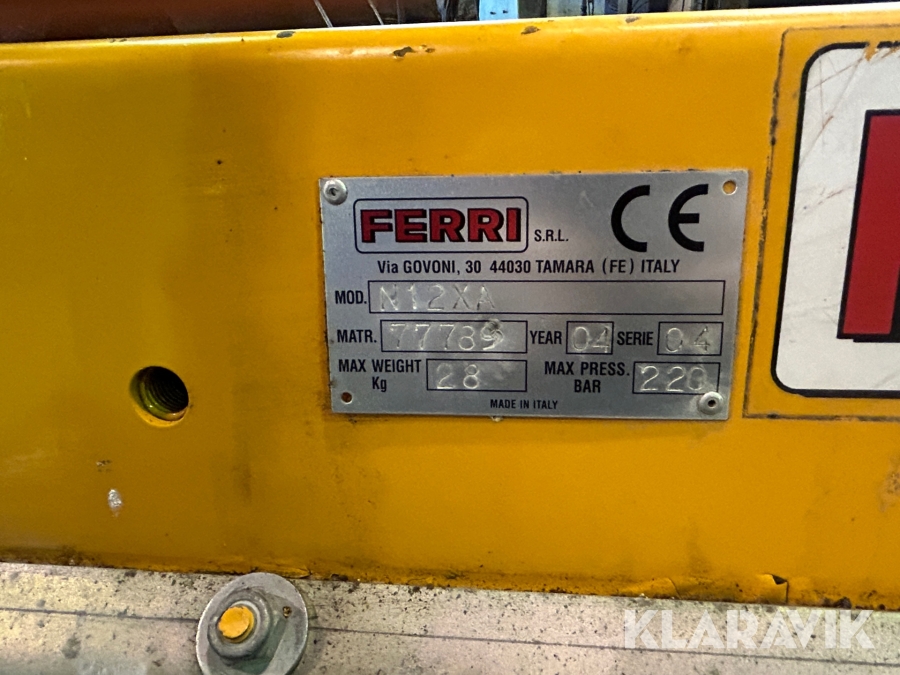 FERRI S.R.L. CE
Via GOVONI, 30 44030 TAMARA (FE) ITALY
MOD. N12XA
MATR. 77789 YEAR 04 SERIE 04
MAX WEIGHT Kg 28 MAX PRESS. BAR 220
MADE IN ITALY
KLARAVIK